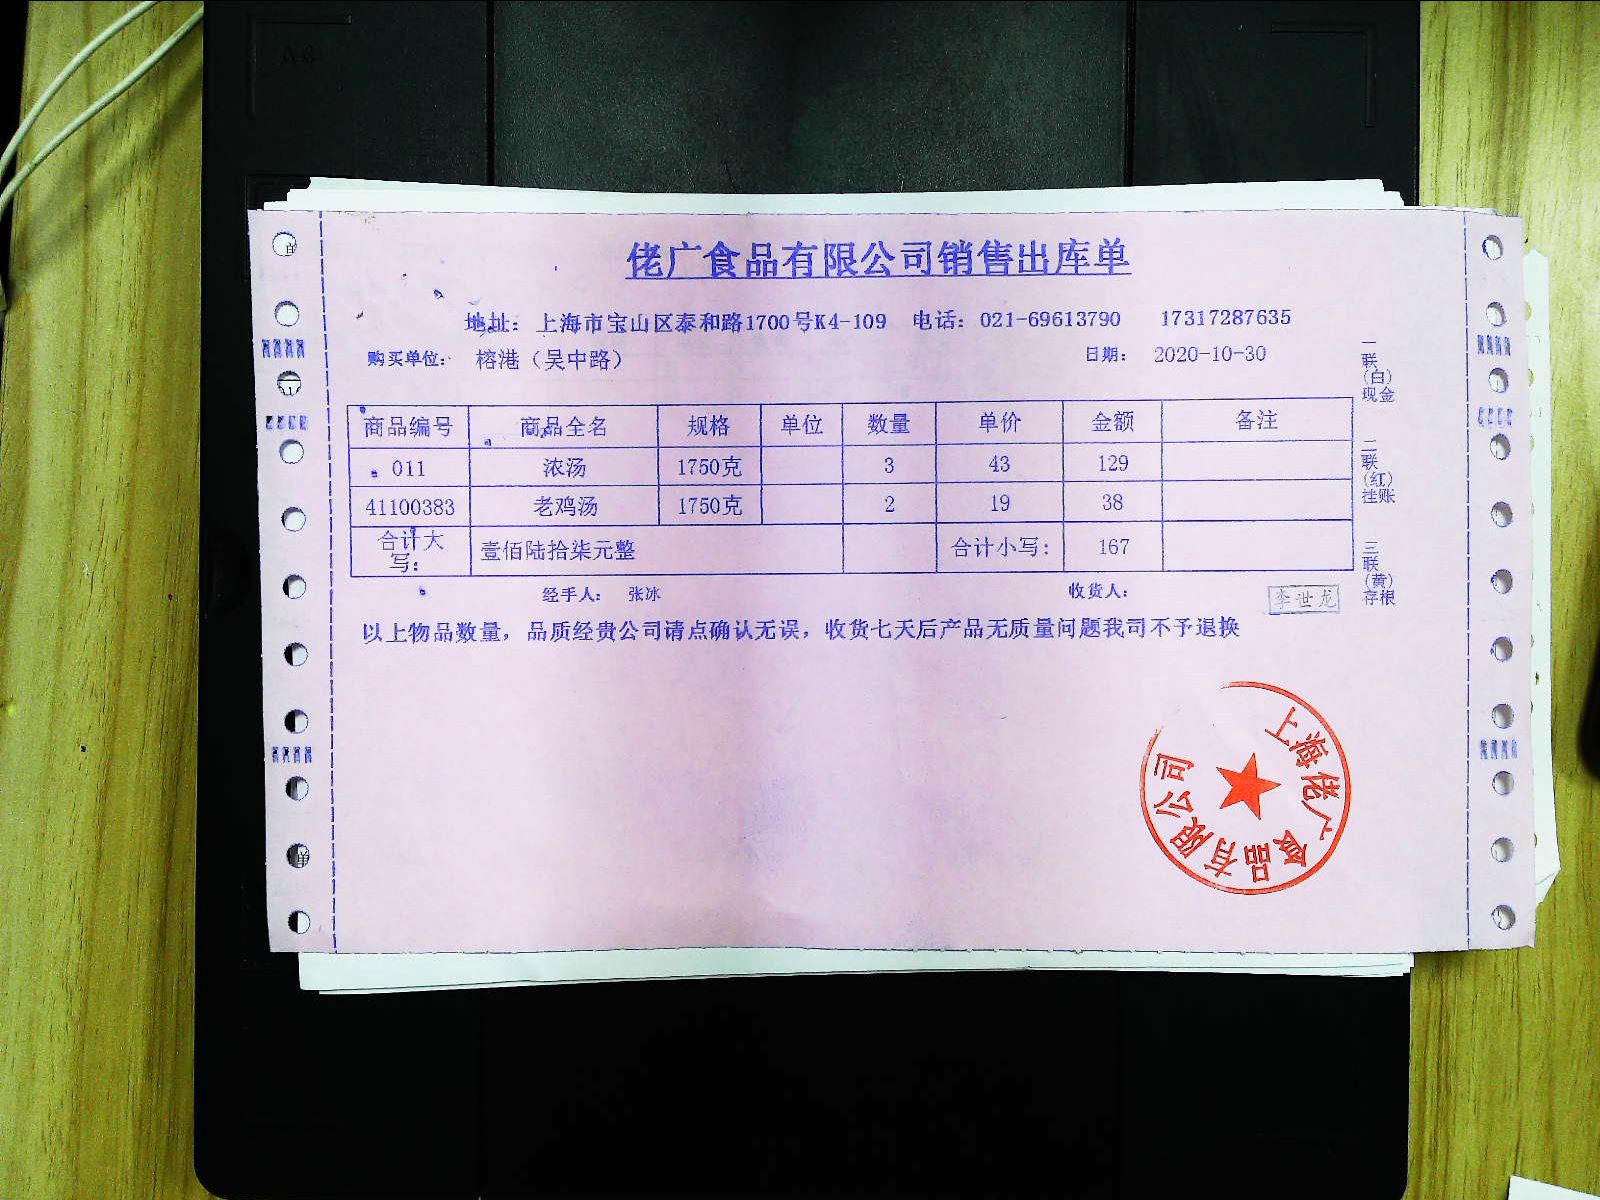 佬广食品有限公司销售出库单
地址： 上海市宝山区泰和路1700号K4-109 电话：021-69613790 17317287635
购买单位： 榕港（吴中路） 日期： 2020-10-30
商品编号 商品全名 规格 单位 数量 单价 金额 备注
011 浓汤 1750克 3 43 129
41100383 老鸡汤 1750克 2 19 38
合计大写： 壹佰陆拾柒元整 合计小写： 167
经手人： 张冰 收货人：
李世龙
以上物品数量，品质经贵公司请点确认无误，收货七天后产品无质量问题我司不予退换
一联（白）现金
二联（红）挂账
三联（黄）存根
上海佬广食品有限公司